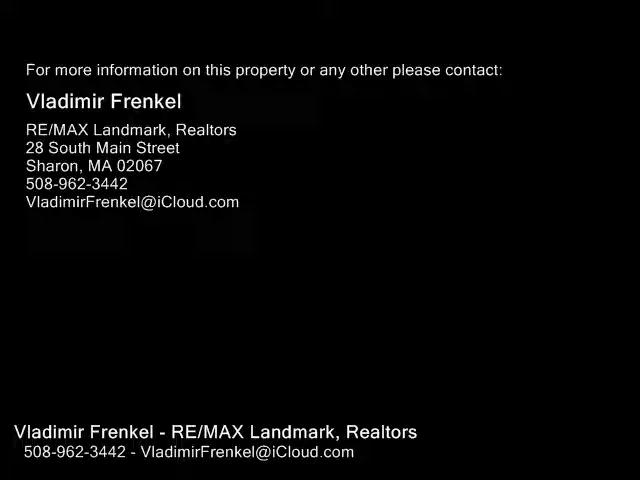 For more information on this property or any other please contact:
Vladimir Frenkel
RE/MAX Landmark, Realtors
28 South Main Street
Sharon, MA 02067
508-962-3442
VladimirFrenkel@iCloud.com
Vladimir Frenkel - RE/MAX Landmark, Realtors
508-962-3442 - VladimirFrenkel@iCloud.com